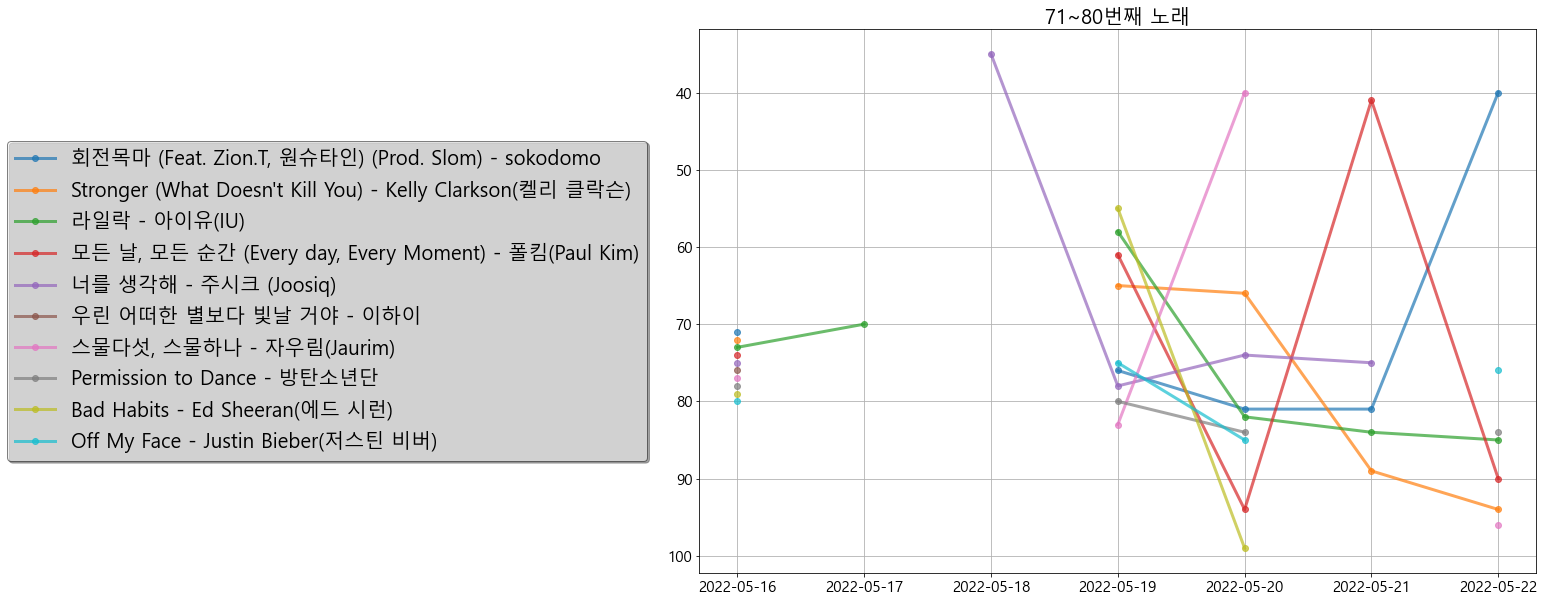 71~80번째 노래
회전목마 (Feat. Zion.T, 원슈타인) (Prod. Slom) - sokodomo
Stronger (What Doesn't Kill You) - Kelly Clarkson(켈리 클락슨)
라일락 - 아이유(IU)
모든 날, 모든 순간 (Every day, Every Moment) - 폴킴(Paul Kim)
너를 생각해 - 주시크 (Joosiq)
우린 어떠한 별보다 빛날 거야 - 이하이
스물다섯, 스물하나 - 자우림(Jaurim)
Permission to Dance - 방탄소년단
Bad Habits - Ed Sheeran(에드 시런)
Off My Face - Justin Bieber(저스틴 비버)
40
50
60
70
80
90
100
2022-05-16 2022-05-17 2022-05-18 2022-05-19 2022-05-20 2022-05-21 2022-05-22